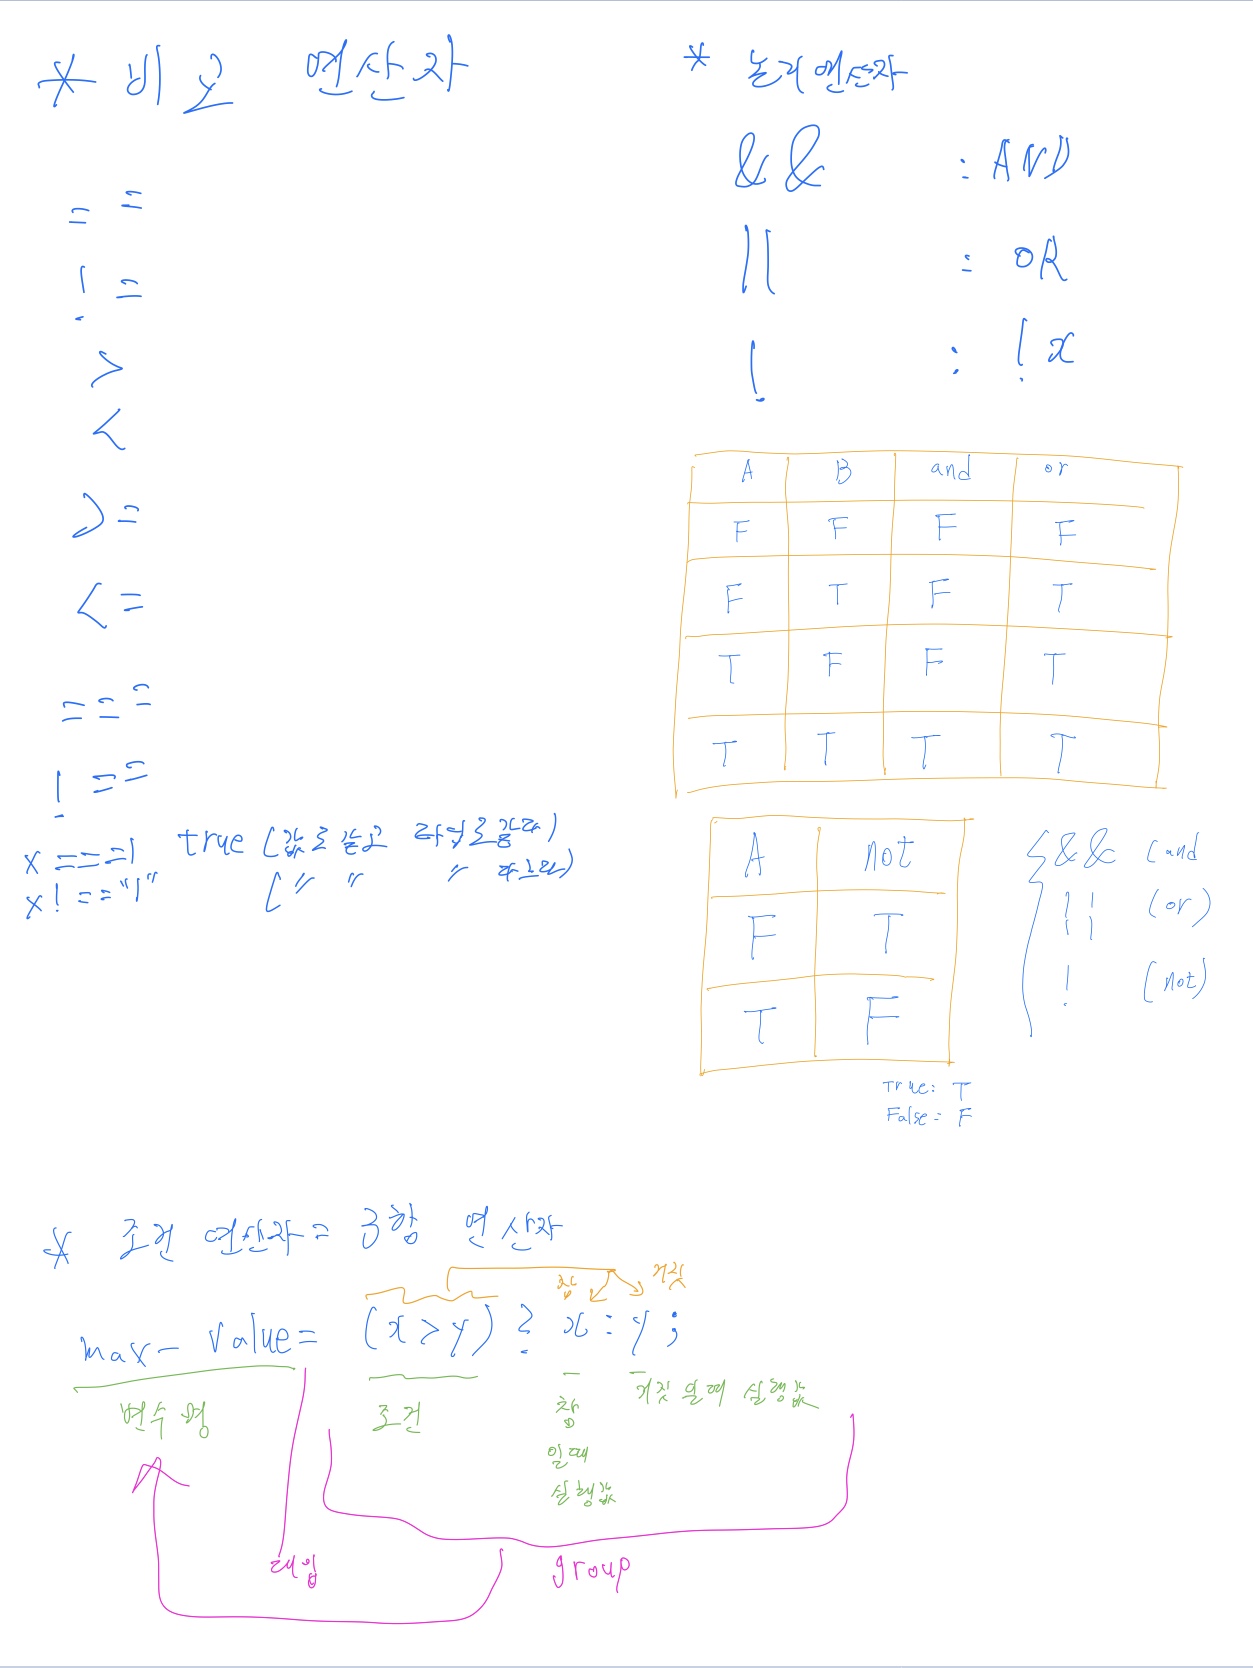 * 비교 연산자
= =
! =
>
<
> =
< =
= = =
! = =
x === 1 true (값도 같고 타입도 같다)
x ! == "1" ( " " " 다르다)
* 논리연산자
&& : AND
|| : OR
! : ! x
A B and or
F F F F
F T F T
T F F T
T T T T
A not
F T
T F
&& (and
|| (or)
! (not)
True: T
False= F
* 조건 연산자 = 3항 연산자
참 거짓
max- value = (x > y) ? x : y ;
변수명 조건 참 거짓 일때 실행값
일때
실행값
대입 group